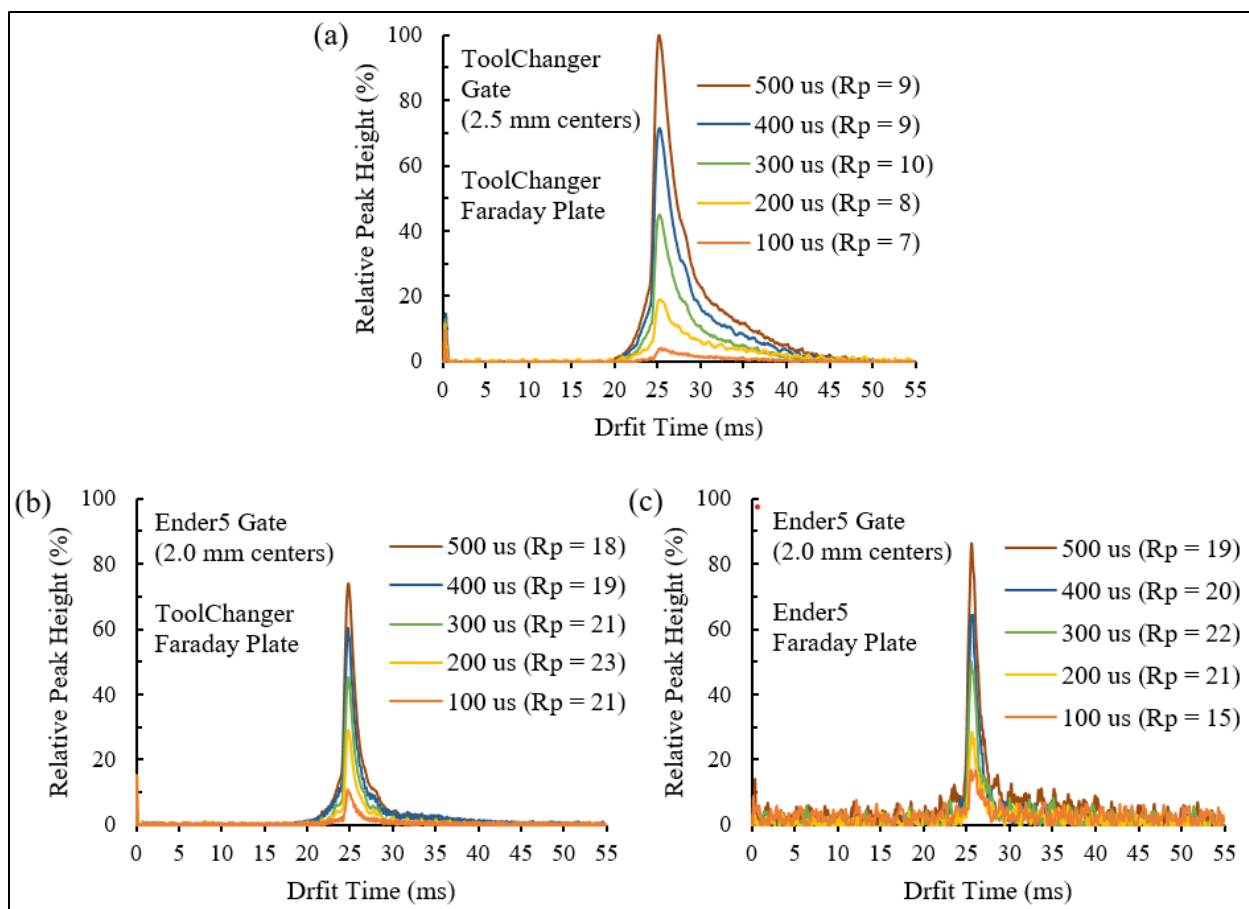 (a)
Relative Peak Height (%)
100
80
60
40
20
0
ToolChanger
Gate
(2.5 mm centers)
ToolChanger
Faraday Plate
500 us (Rp = 9)
400 us (Rp = 9)
300 us (Rp = 10)
200 us (Rp = 8)
100 us (Rp = 7)
0 5 10 15 20 25 30 35 40 45 50 55
Drfit Time (ms)
(b)
Relative Peak Height (%)
100
80
60
40
20
0
Ender5 Gate
(2.0 mm centers)
ToolChanger
Faraday Plate
500 us (Rp = 18)
400 us (Rp = 19)
300 us (Rp = 21)
200 us (Rp = 23)
100 us (Rp = 21)
0 5 10 15 20 25 30 35 40 45 50 55
Drfit Time (ms)
(c)
Relative Peak Height (%)
100
80
60
40
20
0
Ender5 Gate
(2.0 mm centers)
Ender5
Faraday Plate
500 us (Rp = 19)
400 us (Rp = 20)
300 us (Rp = 22)
200 us (Rp = 21)
100 us (Rp = 15)
0 5 10 15 20 25 30 35 40 45 50 55
Drfit Time (ms)